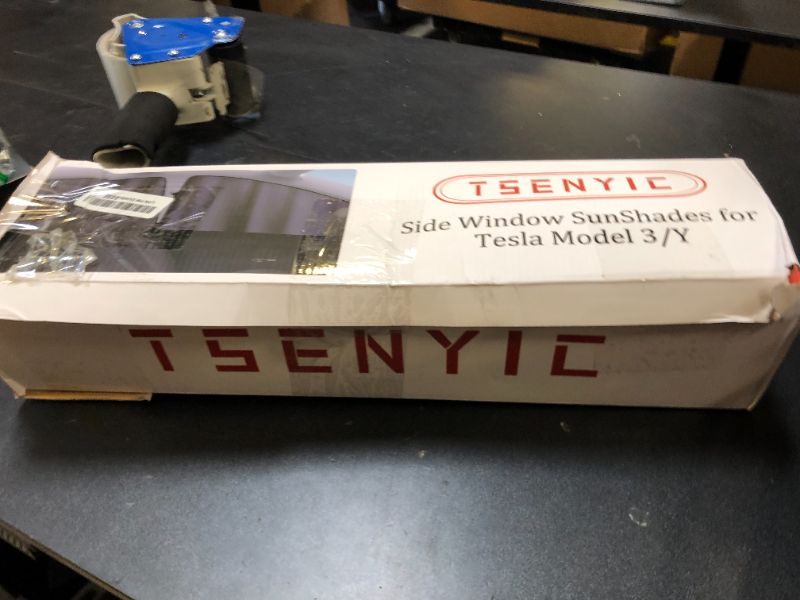 TSENYIC
Side Window SunShades for
Tesla Model 3/Y
TSENYIC